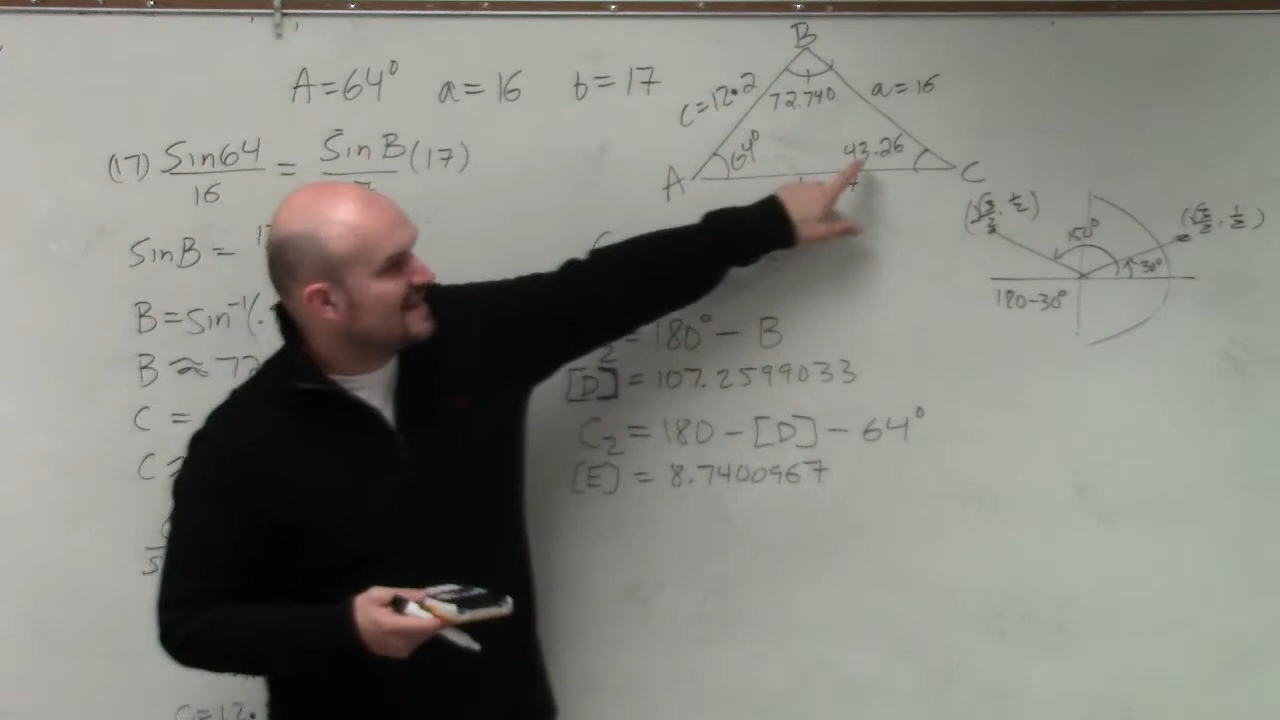 A=64° a=16 b=17
(17) Sin64 / 16 = SinB / (17)
SinB =
B=Sin⁻¹(.
B ≈ 72
C =
C ≈
C=12.
B
C=12.2
a=16
72.740
64°
43.26
A
C
= 180° - B
[D] = 107.2599033
C₂ = 180 - [D] - 64°
[E] = 8.7400967
(√3/2, 1/2)
150°
(√3/2, 1/2)
30°
180-30°